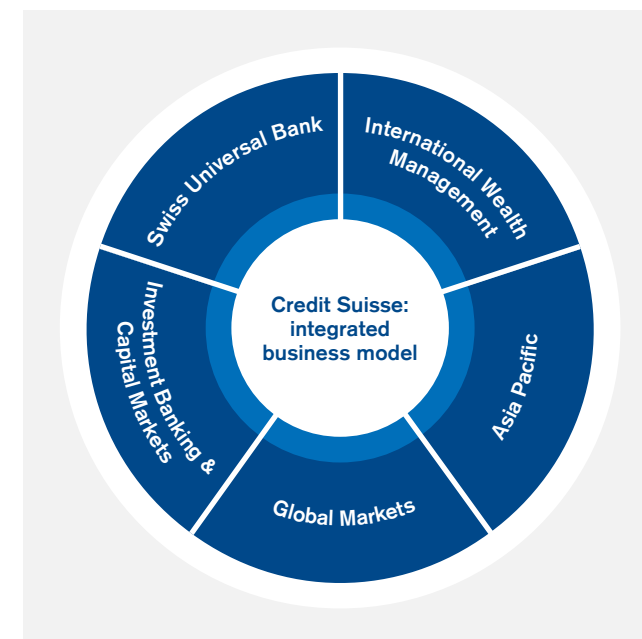 Swiss Universal Bank
International Wealth
Management
Credit Suisse:
integrated
business model
Investment Banking &
Capital Markets
Asia Pacific
Global Markets